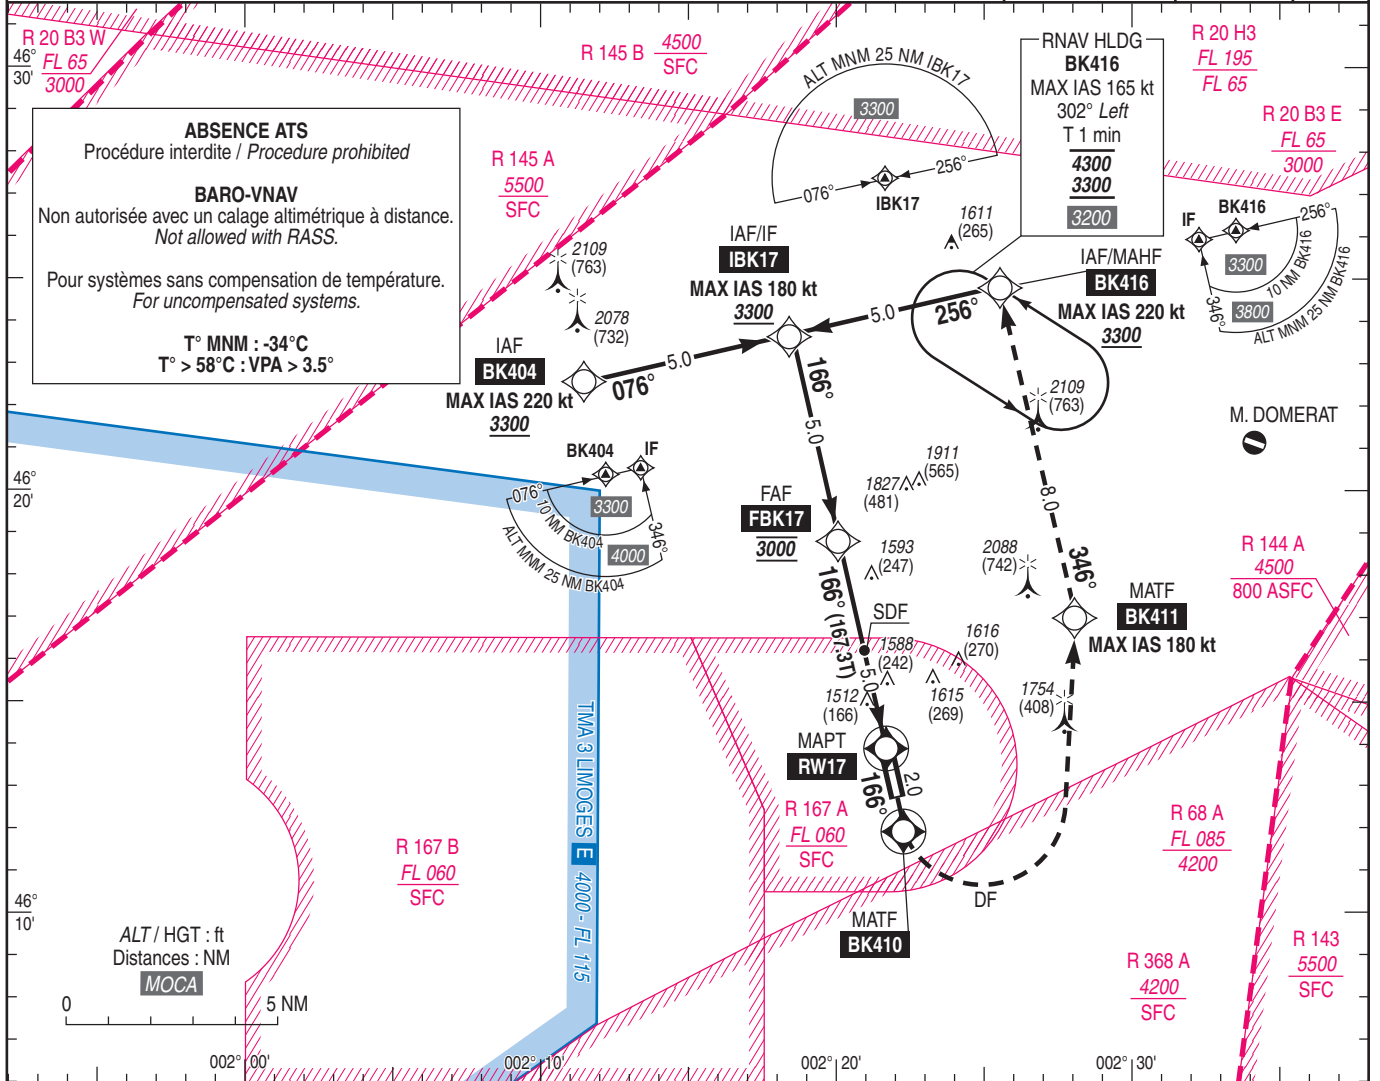 R 20 B3 W
FL 65
3000
46°
30'
R 145 B
4500
SFC
ALT MNM 25 NM IBK17
3300
076°
256°
IBK17
RNAV HLDG
BK416
MAX IAS 165 kt
302° Left
T 1 min
4300
3300
3200
R 20 H3
FL 195
FL 65
R 20 B3 E
FL 65
3000
ABSENCE ATS
Procédure interdite / Procedure prohibited
BARO-VNAV
Non autorisée avec un calage altimétrique à distance.
Not allowed with RASS.
Pour systèmes sans compensation de température.
For uncompensated systems.
T° MNM : -34°C
T° > 58°C : VPA > 3.5°
R 145 A
5500
SFC
2109
(763)
2078
(732)
IAF/IF
IBK17
MAX IAS 180 kt
3300
1611
(265)
IAF/MAHF
BK416
MAX IAS 220 kt
3300
IF
BK416
256°
3300
10 NM BK416
3800
346°
ALT MNM 25 NM BK416
IAF
BK404
MAX IAS 220 kt
3300
5.0
076°
5.0
256°
166°
5.0
2109
(763)
M. DOMERAT
46°
20'
BK404
IF
076°
3300
10 NM BK404
4000
346°
ALT MNM 25 NM BK404
1911
(565)
1827
(481)
8.0
FAF
FBK17
3000
1593
(247)
2088
(742)
346°
R 144 A
4500
800 ASFC
166° (167.3T)
SDF
MATF
BK411
MAX IAS 180 kt
1588
(242)
1616
(270)
5.0
1512
(166)
1615
(269)
1754
(408)
MAPT
RW17
166°
2.0
TMA 3 LIMOGES E 4000 - FL 115
R 167 A
FL 060
SFC
R 167 B
FL 060
SFC
R 68 A
FL 085
4200
DF
MATF
BK410
46°
10'
ALT / HGT : ft
Distances : NM
MOCA
0
5 NM
R 368 A
4200
SFC
R 143
5500
SFC
002° 00'
002° 10'
002° 20'
002° 30'